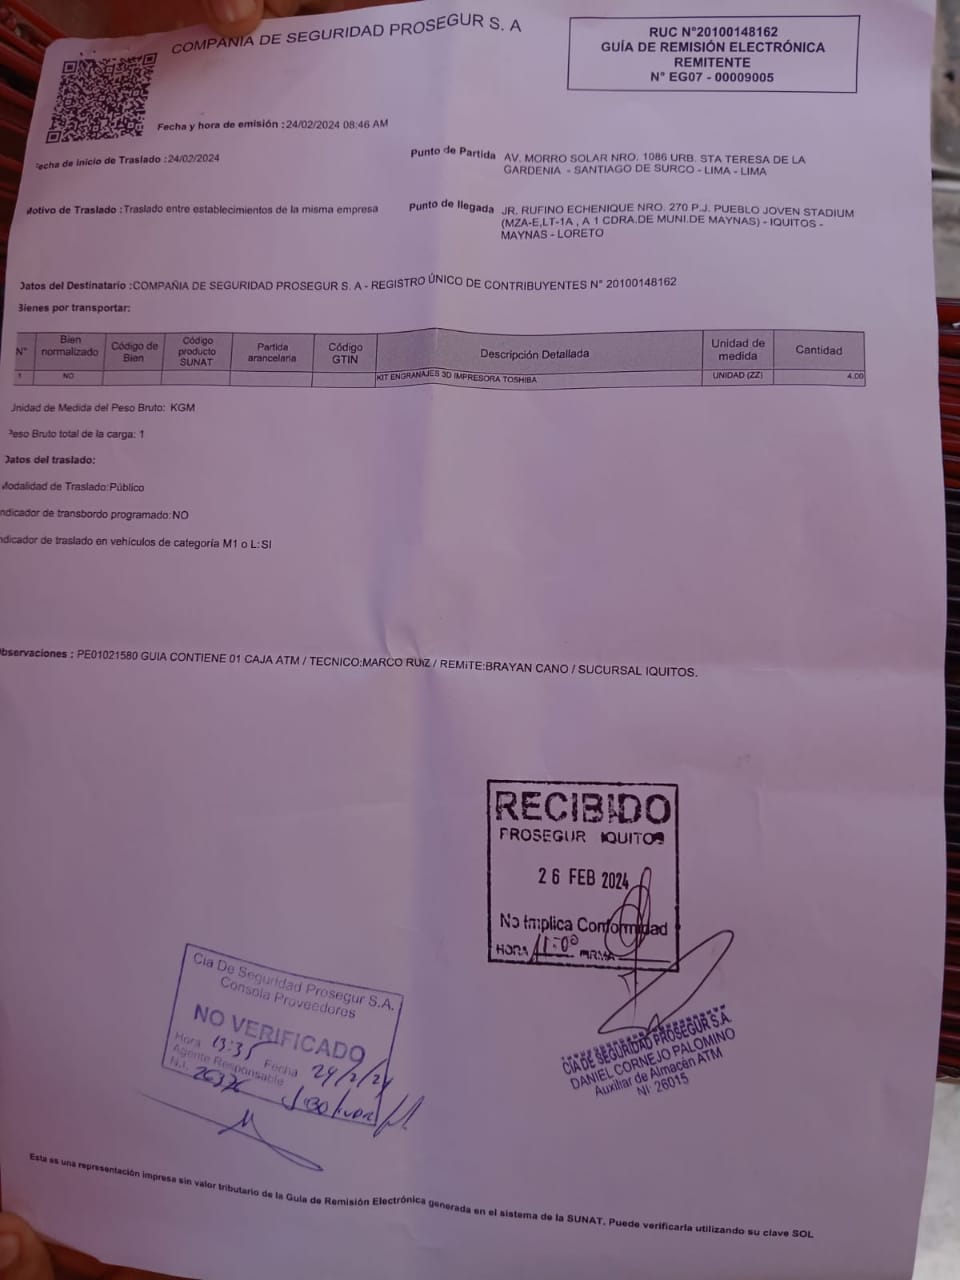 COMPAÑIA DE SEGURIDAD PROSEGUR S. A
RUC N°20100148162
GUÍA DE REMISIÓN ELECTRÓNICA
REMITENTE
N° EG07 - 00009005
Fecha y hora de emisión :24/02/2024 08:46 AM
echa de inicio de Traslado :24/02/2024
Punto de Partida AV. MORRO SOLAR NRO. 1086 URB. STA TERESA DE LA
GARDENIA - SANTIAGO DE SURCO - LIMA - LIMA
Motivo de Traslado :Traslado entre establecimientos de la misma empresa
Punto de llegada JR. RUFINO ECHENIQUE NRO. 270 P.J. PUEBLO JOVEN STADIUM
(MZA-E,LT-1A , A 1 CDRA.DE MUNI.DE MAYNAS) - IQUITOS -
MAYNAS - LORETO
Datos del Destinatario :COMPAÑIA DE SEGURIDAD PROSEGUR S. A - REGISTRO ÚNICO DE CONTRIBUYENTES N° 20100148162
Bienes por transportar:
N° Bien normalizado Código de Bien Código producto SUNAT Partida arancelaria Código GTIN Descripción Detallada Unidad de medida Cantidad
1 NO KIT ENGRANAJES 3D IMPRESORA TOSHIBA UNIDAD (ZZ) 4.00
Unidad de Medida del Peso Bruto: KGM
Peso Bruto total de la carga: 1
Datos del traslado:
Modalidad de Traslado:Público
ndicador de transbordo programado:NO
ndicador de traslado en vehículos de categoría M1 o L:SI
Observaciones : PE01021580 GUIA CONTIENE 01 CAJA ATM / TECNICO:MARCO RUIZ / REMITE:BRAYAN CANO / SUCURSAL IQUITOS.
RECIBIDO
PROSEGUR IQUITOS
26 FEB 2024
No Implica Conformidad
HORA 11:0° FIRMA
Cia De Seguridad Prosegur S.A.
Consola Proveedores
NO VERIFICADO
Hora 13:35 Fecha 24/2/24
Agente Responsable
N.I. 26376
CIA DE SEGURIDAD PROSEGUR S.A.
DANIEL CORNEJO PALOMINO
Auxiliar de Almacén ATM
NI: 26015
Esta es una representación impresa sin valor tributario de la Guía de Remisión Electrónica generada en el sistema de la SUNAT. Puede verificarla utilizando su clave SOL